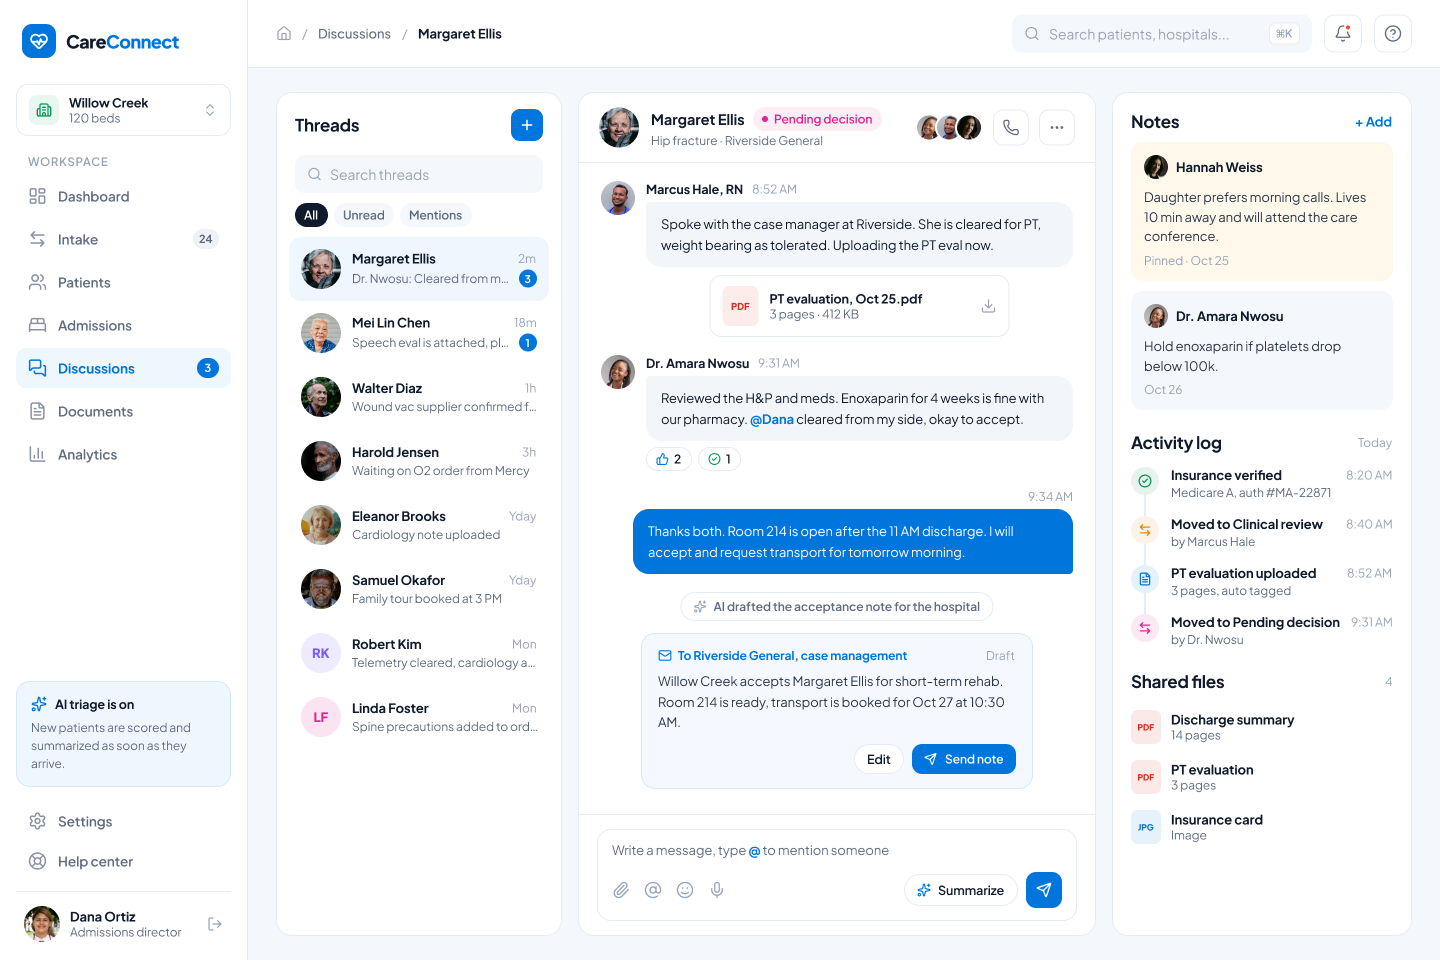 CareConnect
Willow Creek
120 beds
WORKSPACE
Dashboard
Intake
24
Patients
Admissions
Discussions
3
Documents
Analytics
AI triage is on
New patients are scored and
summarized as soon as they
arrive.
Settings
Help center
Dana Ortiz
Admissions director
/ Discussions / Margaret Ellis
Search patients, hospitals...
⌘K
Threads
Search threads
All
Unread
Mentions
Margaret Ellis
2m
Dr. Nwosu: Cleared from m...
3
Mei Lin Chen
18m
Speech eval is attached, pl...
1
Walter Diaz
1h
Wound vac supplier confirmed f...
Harold Jensen
3h
Waiting on O2 order from Mercy
Eleanor Brooks
Yday
Cardiology note uploaded
Samuel Okafor
Yday
Family tour booked at 3 PM
RK
Robert Kim
Mon
Telemetry cleared, cardiology a...
LF
Linda Foster
Mon
Spine precautions added to ord...
Margaret Ellis
Pending decision
Hip fracture · Riverside General
Marcus Hale, RN
8:52 AM
Spoke with the case manager at Riverside. She is cleared for PT,
weight bearing as tolerated. Uploading the PT eval now.
PDF
PT evaluation, Oct 25.pdf
3 pages · 412 KB
Dr. Amara Nwosu
9:31 AM
Reviewed the H&P and meds. Enoxaparin for 4 weeks is fine with
our pharmacy. @Dana cleared from my side, okay to accept.
2
1
9:34 AM
Thanks both. Room 214 is open after the 11 AM discharge. I will
accept and request transport for tomorrow morning.
AI drafted the acceptance note for the hospital
To Riverside General, case management
Draft
Willow Creek accepts Margaret Ellis for short-term rehab.
Room 214 is ready, transport is booked for Oct 27 at 10:30
AM.
Edit
Send note
Write a message, type @ to mention someone
Summarize
Notes
+ Add
Hannah Weiss
Daughter prefers morning calls. Lives
10 min away and will attend the care
conference.
Pinned · Oct 25
Dr. Amara Nwosu
Hold enoxaparin if platelets drop
below 100k.
Oct 26
Activity log
Today
Insurance verified
8:20 AM
Medicare A, auth #MA-22871
Moved to Clinical review
8:40 AM
by Marcus Hale
PT evaluation uploaded
8:52 AM
3 pages, auto tagged
Moved to Pending decision
9:31 AM
by Dr. Nwosu
Shared files
4
PDF
Discharge summary
14 pages
PDF
PT evaluation
3 pages
JPG
Insurance card
Image